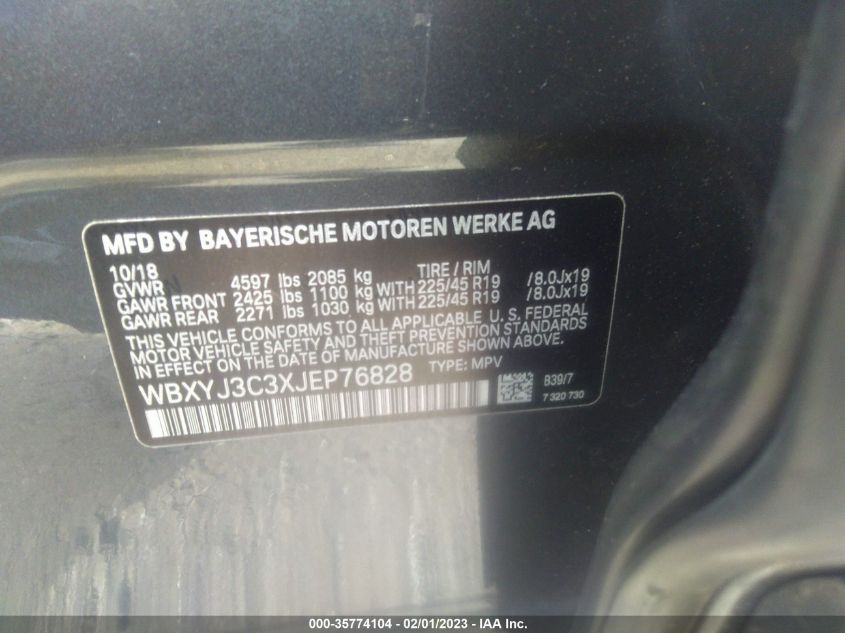 MFD BY BAYERISCHE MOTOREN WERKE AG
10/18 TIRE / RIM
GVWR 4597 lbs 2085 kg
GAWR FRONT 2425 lbs 1100 kg WITH 225/45 R19 /8.0Jx19
GAWR REAR 2271 lbs 1030 kg WITH 225/45 R19 /8.0Jx19
THIS VEHICLE CONFORMS TO ALL APPLICABLE U. S. FEDERAL
MOTOR VEHICLE SAFETY AND THEFT PREVENTION STANDARDS
IN EFFECT ON THE DATE OF MANUFACTURE SHOWN ABOVE.
WBXYJ3C3XJEP76828 TYPE: MPV
B39/7
7 320 730
000-35774104 - 02/01/2023 - IAA Inc.